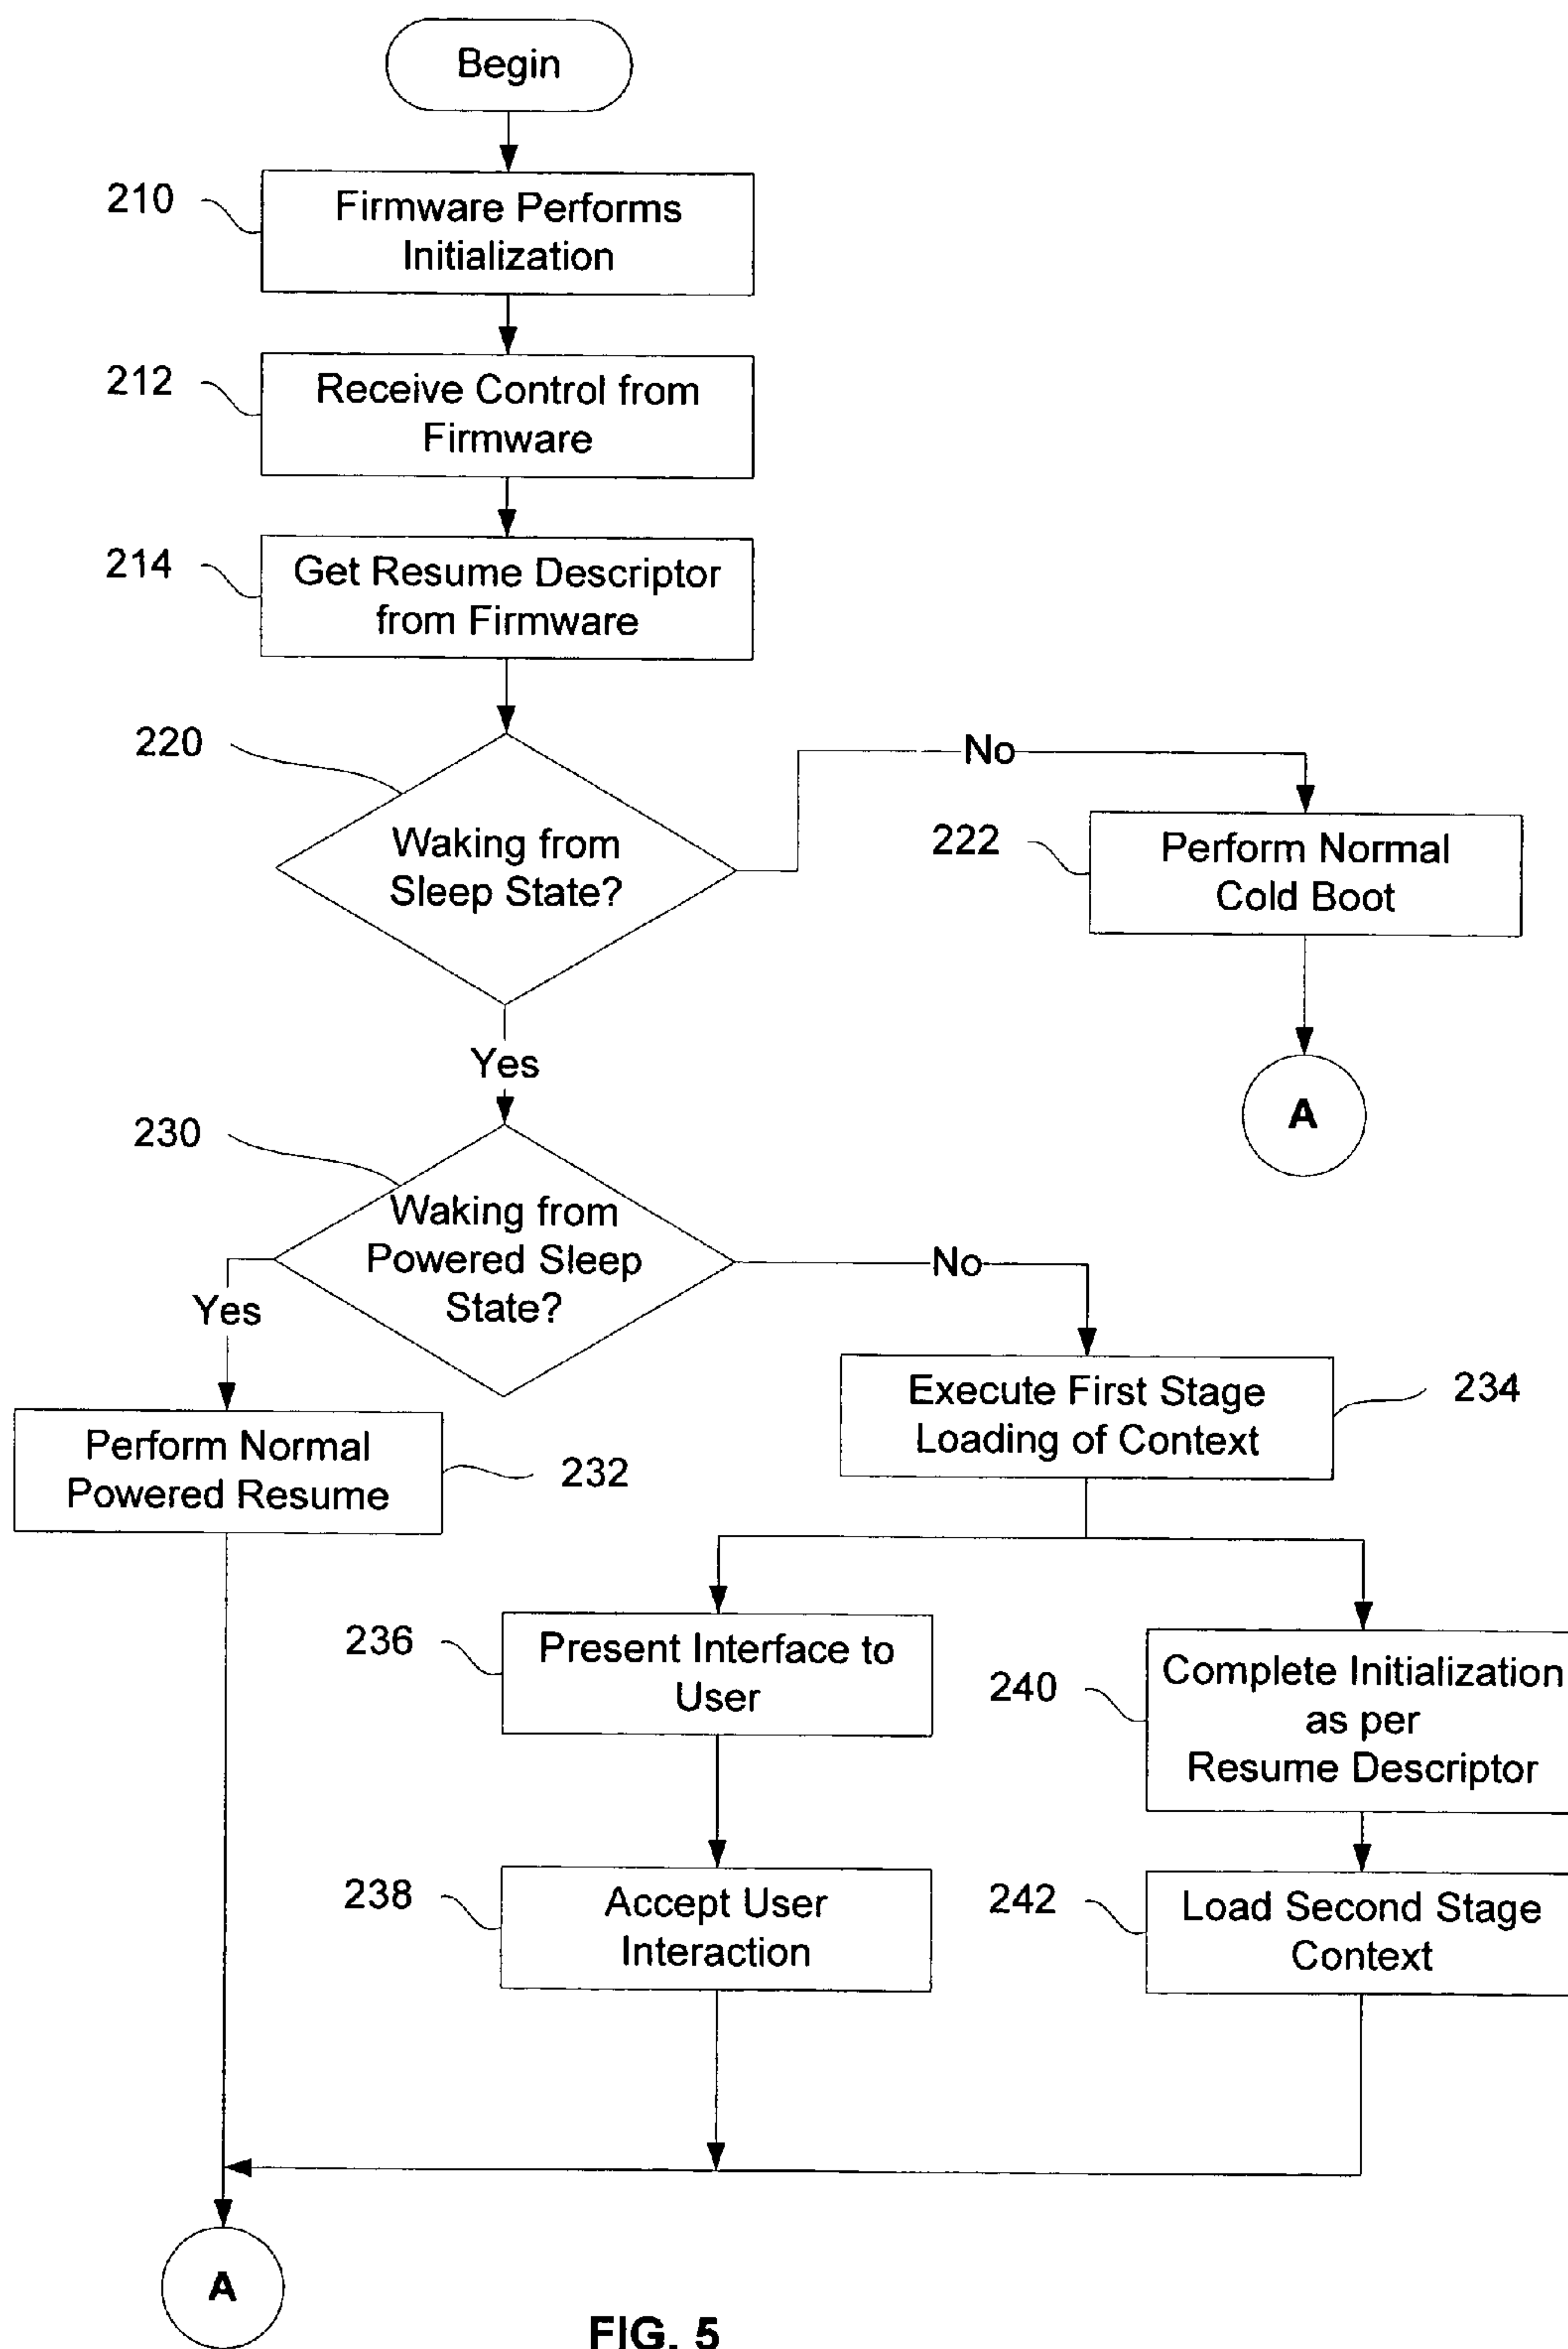 Begin
210
Firmware Performs
Initialization
212
Receive Control from
Firmware
214
Get Resume Descriptor
from Firmware
220
Waking from
Sleep State?
No
222
Perform Normal
Cold Boot
A
Yes
230
Waking from
Powered Sleep
State?
Yes
No
Perform Normal
Powered Resume
232
Execute First Stage
Loading of Context
234
236
Present Interface to
User
240
Complete Initialization
as per
Resume Descriptor
238
Accept User
Interaction
242
Load Second Stage
Context
A
FIG. 5